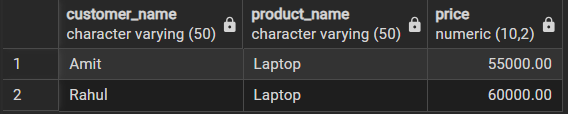 customer_name product_name price
character varying (50) character varying (50) numeric (10,2)
1 Amit Laptop 55000.00
2 Rahul Laptop 60000.00